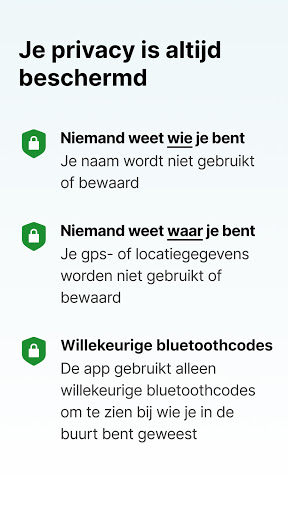 Je privacy is altijd
beschermd
Niemand weet wie je bent
Je naam wordt niet gebruikt
of bewaard
Niemand weet waar je bent
Je gps- of locatiegegevens
worden niet gebruikt of
bewaard
Willekeurige bluetoothcodes
De app gebruikt alleen
willekeurige bluetoothcodes
om te zien bij wie je in de
buurt bent geweest